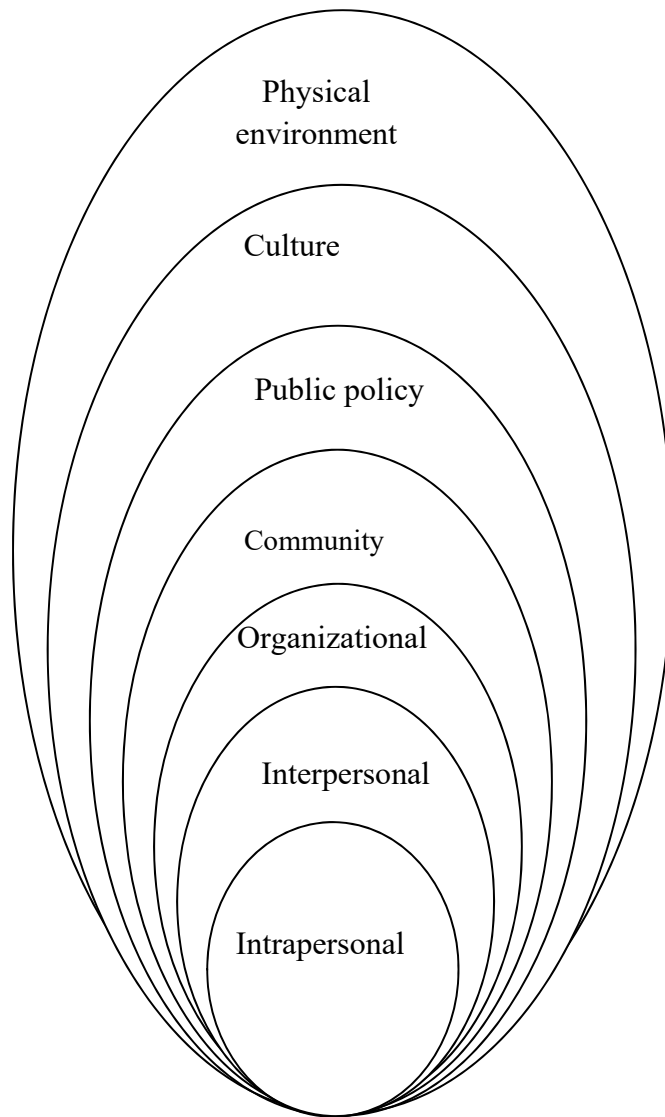 Physical
environment
Culture
Public policy
Community
Organizational
Interpersonal
Intrapersonal